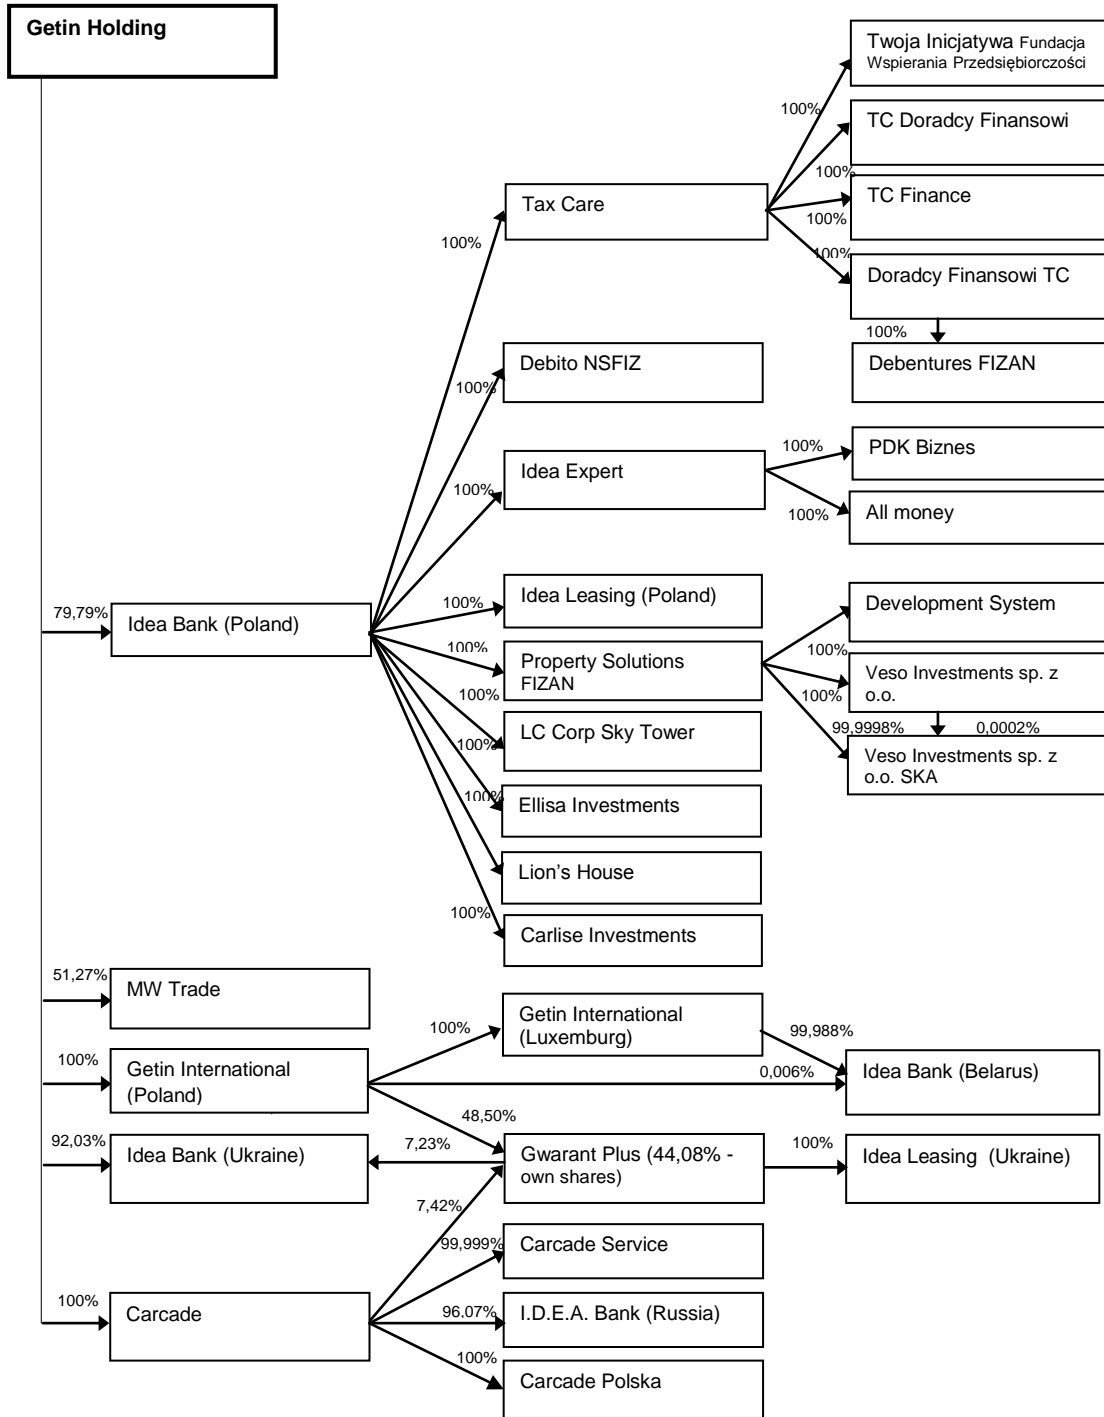 Getin Holding
Twoja Inicjatywa Fundacja
Wspierania Przedsiębiorczości
100%
TC Doradcy Finansowi
100%
Tax Care
TC Finance
100%
100%
100%
Doradcy Finansowi TC
100%
Debito NSFIZ
Debentures FIZAN
100%
100%
PDK Biznes
Idea Expert
100%
100%
All money
79,79%
Idea Bank (Poland)
100%
Idea Leasing (Poland)
Development System
100%
Property Solutions
FIZAN
100%
Veso Investments sp. z
o.o.
100%
100%
LC Corp Sky Tower
99,9998%
0,0002%
100%
Veso Investments sp. z
o.o. SKA
100%
Ellisa Investments
Lion's House
100%
Carlise Investments
51,27%
MW Trade
Getin International
(Luxemburg)
100%
99,988%
100%
Getin International
(Poland)
0,006%
Idea Bank (Belarus)
48,50%
92,03%
Idea Bank (Ukraine)
7,23%
Gwarant Plus (44,08% -
own shares)
100%
Idea Leasing (Ukraine)
7,42%
99,999%
Carcade Service
100%
Carcade
96,07%
I.D.E.A. Bank (Russia)
100%
Carcade Polska